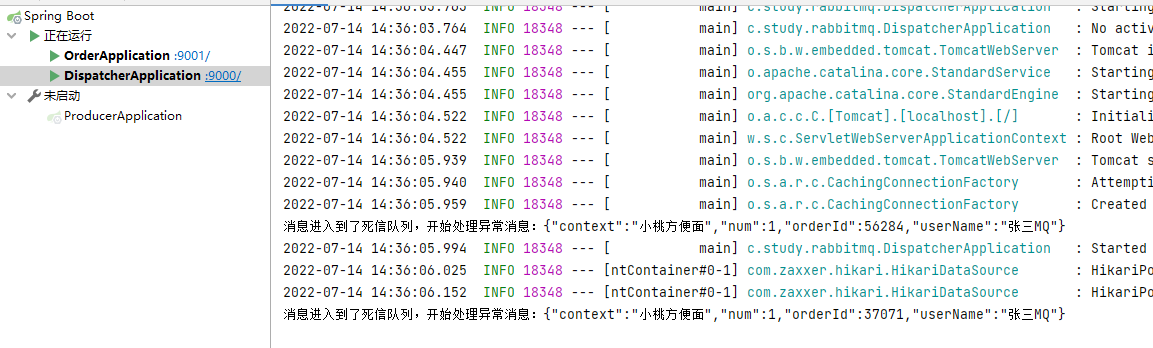 Spring Boot
正在运行
OrderApplication :9001/
DispatcherApplication :9000/
未启动
ProducerApplication
2022-07-14 14:36:03.763 INFO 18348 --- [ main] c.study.rabbitmq.DispatcherApplication : Starting
2022-07-14 14:36:03.764 INFO 18348 --- [ main] c.study.rabbitmq.DispatcherApplication : No activ
2022-07-14 14:36:04.447 INFO 18348 --- [ main] o.s.b.w.embedded.tomcat.TomcatWebServer : Tomcat i
2022-07-14 14:36:04.455 INFO 18348 --- [ main] o.apache.catalina.core.StandardService : Starting
2022-07-14 14:36:04.455 INFO 18348 --- [ main] org.apache.catalina.core.StandardEngine : Starting
2022-07-14 14:36:04.522 INFO 18348 --- [ main] o.a.c.c.C.[Tomcat].[localhost].[/] : Initiali
2022-07-14 14:36:04.522 INFO 18348 --- [ main] w.s.c.ServletWebServerApplicationContext : Root Web
2022-07-14 14:36:05.939 INFO 18348 --- [ main] o.s.b.w.embedded.tomcat.TomcatWebServer : Tomcat s
2022-07-14 14:36:05.940 INFO 18348 --- [ main] o.s.a.r.c.CachingConnectionFactory : Attempti
2022-07-14 14:36:05.959 INFO 18348 --- [ main] o.s.a.r.c.CachingConnectionFactory : Created
消息进入到了死信队列，开始处理异常消息：{"context":"小桃方便面","num":1,"orderId":56284,"userName":"张三MQ"}
2022-07-14 14:36:05.994 INFO 18348 --- [ main] c.study.rabbitmq.DispatcherApplication : Started
2022-07-14 14:36:06.025 INFO 18348 --- [ntContainer#0-1] com.zaxxer.hikari.HikariDataSource : HikariPo
2022-07-14 14:36:06.152 INFO 18348 --- [ntContainer#0-1] com.zaxxer.hikari.HikariDataSource : HikariPo
消息进入到了死信队列，开始处理异常消息：{"context":"小桃方便面","num":1,"orderId":37071,"userName":"张三MQ"}